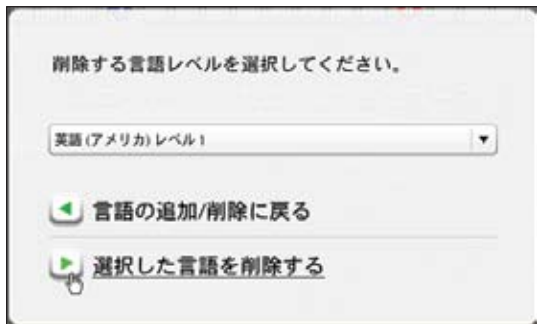 削除する言語レベルを選択してください。
英語 (アメリカ) レベル 1
言語の追加/削除に戻る
選択した言語を削除する